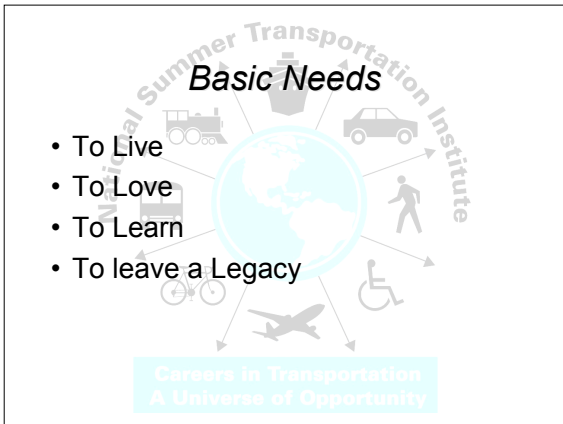 National Summer Transportation Institute
Basic Needs
• To Live
• To Love
• To Learn
• To leave a Legacy
Careers in Transportation
A Universe of Opportunity